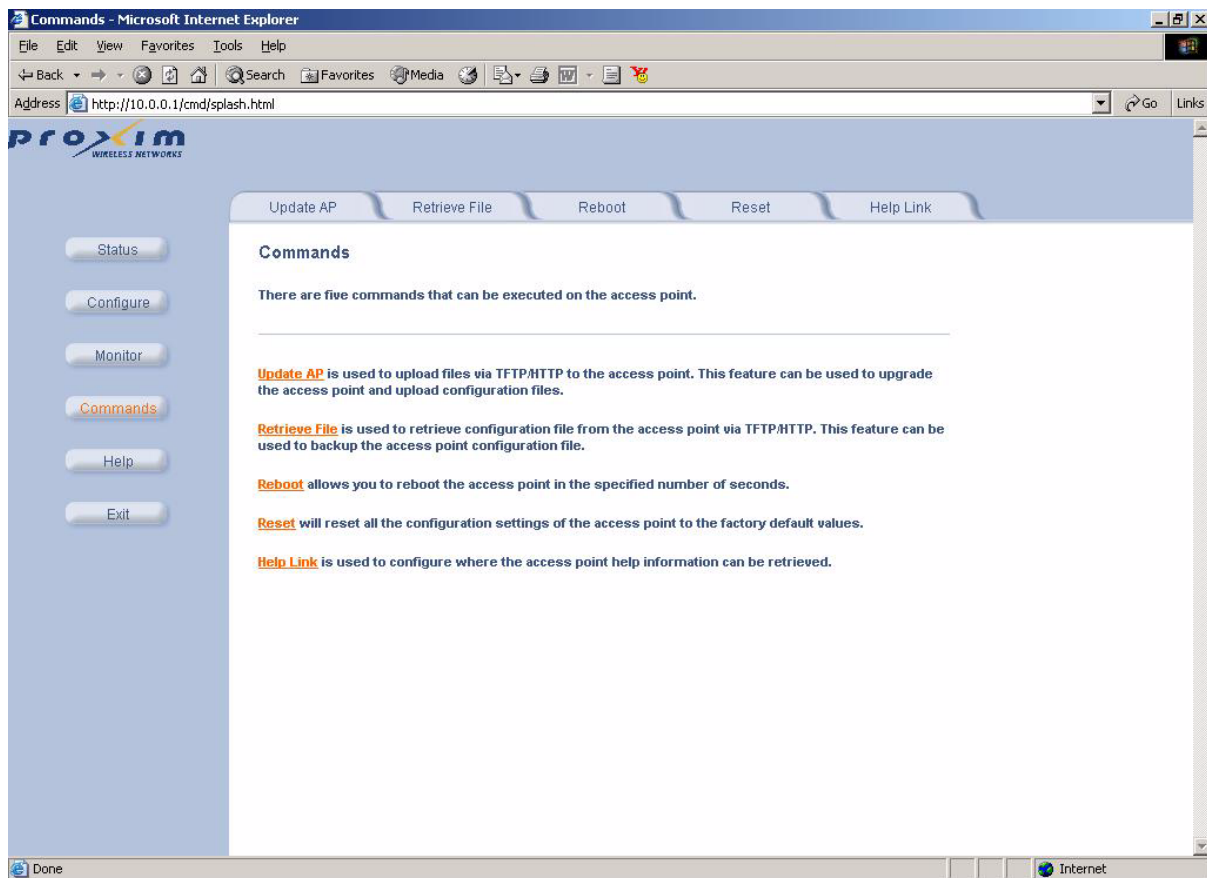 Commands - Microsoft Internet Explorer
File Edit View Favorites Tools Help
Back Search Favorites Media
Address http://10.0.0.1/cmd/splash.html Go Links
proxim
WIRELESS NETWORKS
Update AP Retrieve File Reboot Reset Help Link
Status
Configure
Monitor
Commands
Help
Exit
Commands
There are five commands that can be executed on the access point.
Update AP is used to upload files via TFTP/HTTP to the access point. This feature can be used to upgrade
the access point and upload configuration files.
Retrieve File is used to retrieve configuration file from the access point via TFTP/HTTP. This feature can be
used to backup the access point configuration file.
Reboot allows you to reboot the access point in the specified number of seconds.
Reset will reset all the configuration settings of the access point to the factory default values.
Help Link is used to configure where the access point help information can be retrieved.
Done Internet